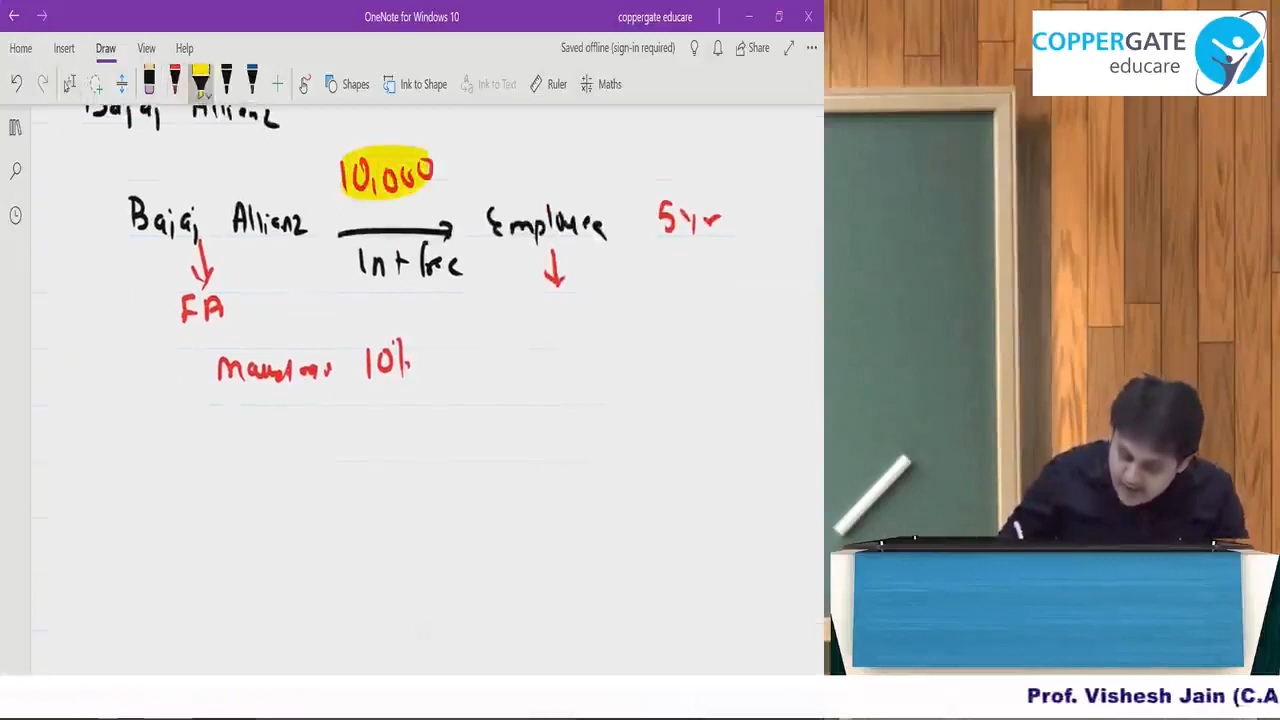 OneNote for Windows 10
coppergate educare
Home Insert Draw View Help
Saved offline (sign-in required)
Share
Shapes
Ink to Shape
Ink to Text
Ruler
Maths
COPPERGATE
educare
Bajaj Allianz
10,000
Bajaj Allianz
Employee
5 yr
Int free
FA
10%
Prof. Vishesh Jain (C.A